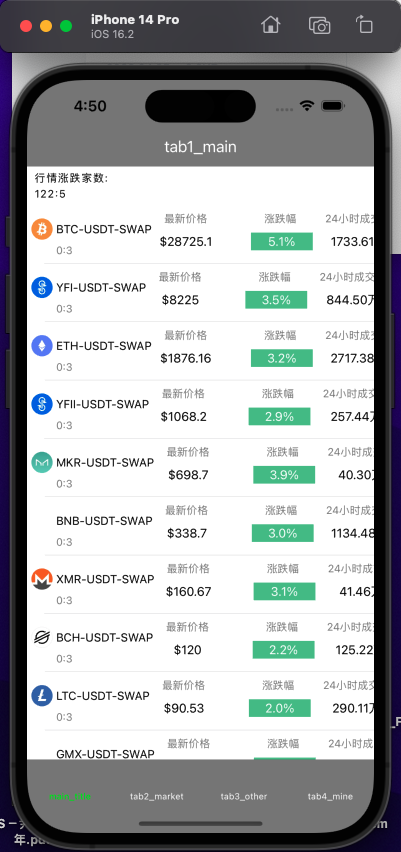 iPhone 14 Pro
iOS 16.2
4:50
tab1_main
行情涨跌家数:
122:5
最新价格 涨跌幅 24小时成
BTC-USDT-SWAP $28725.1 5.1% 1733.61
0:3
最新价格 涨跌幅 24小时成交
YFI-USDT-SWAP $8225 3.5% 844.507
0:3
最新价格 涨跌幅 24小时成
ETH-USDT-SWAP $1876.16 3.2% 2717.38
0:3
最新价格 涨跌幅 24小时成交
YFII-USDT-SWAP $1068.2 2.9% 257.44
0:3
最新价格 涨跌幅 24小时成
MKR-USDT-SWAP $698.7 3.9% 40.30
0:3
最新价格 涨跌幅 24小时成
BNB-USDT-SWAP $338.7 3.0% 1134.48
0:3
最新价格 涨跌幅 24小时成
XMR-USDT-SWAP $160.67 3.1% 41.46
0:3
最新价格 涨跌幅 24小时成
BCH-USDT-SWAP $120 2.2% 125.22
0:3
最新价格 涨跌幅 24小时成交
LTC-USDT-SWAP $90.53 2.0% 290.11
0:3
最新价格 涨跌幅 24小时成
GMX-USDT-SWAP
main_title tab2_market tab3_other tab4_mine